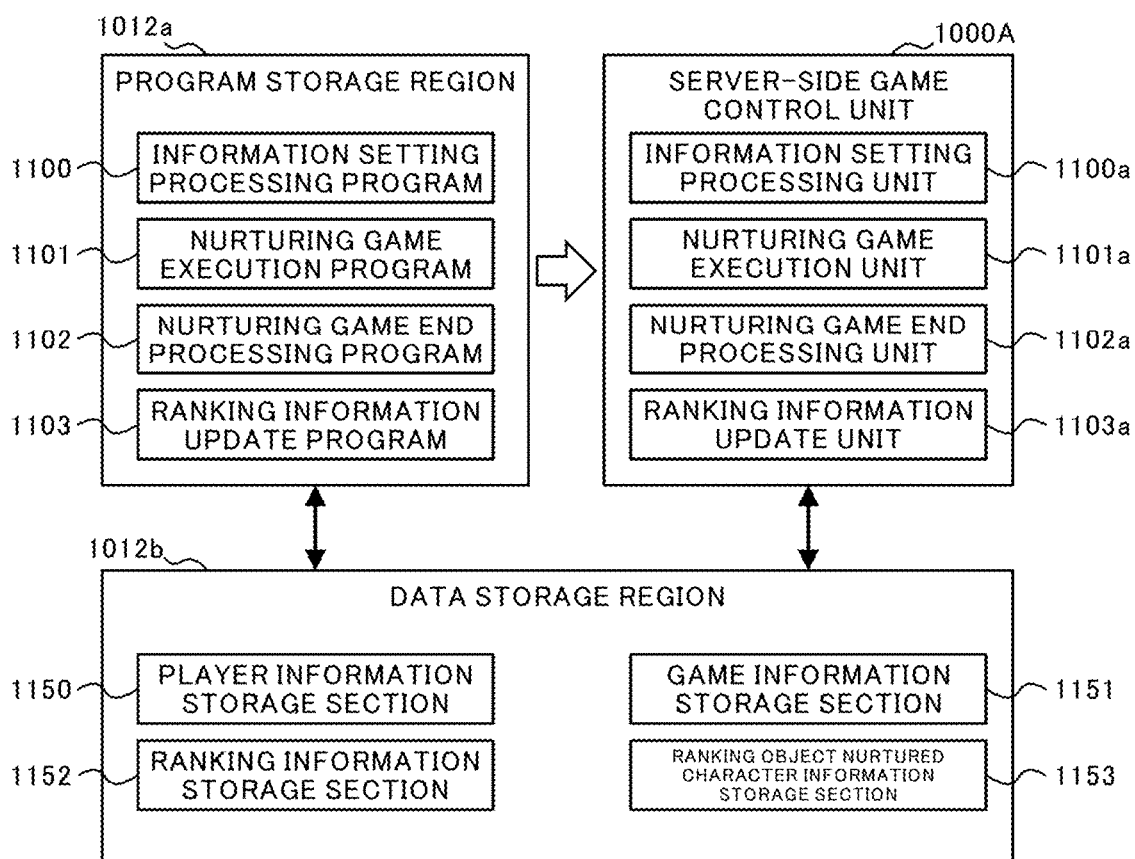 1012a
PROGRAM STORAGE REGION
1100
INFORMATION SETTING
PROCESSING PROGRAM
1101
NURTURING GAME
EXECUTION PROGRAM
1102
NURTURING GAME END
PROCESSING PROGRAM
1103
RANKING INFORMATION
UPDATE PROGRAM
1000A
SERVER-SIDE GAME
CONTROL UNIT
INFORMATION SETTING
PROCESSING UNIT
1100a
NURTURING GAME
EXECUTION UNIT
1101a
NURTURING GAME END
PROCESSING UNIT
1102a
RANKING INFORMATION
UPDATE UNIT
1103a
1012b
DATA STORAGE REGION
1150
PLAYER INFORMATION
STORAGE SECTION
GAME INFORMATION
STORAGE SECTION
1151
1152
RANKING INFORMATION
STORAGE SECTION
RANKING OBJECT NURTURED
CHARACTER INFORMATION
STORAGE SECTION
1153